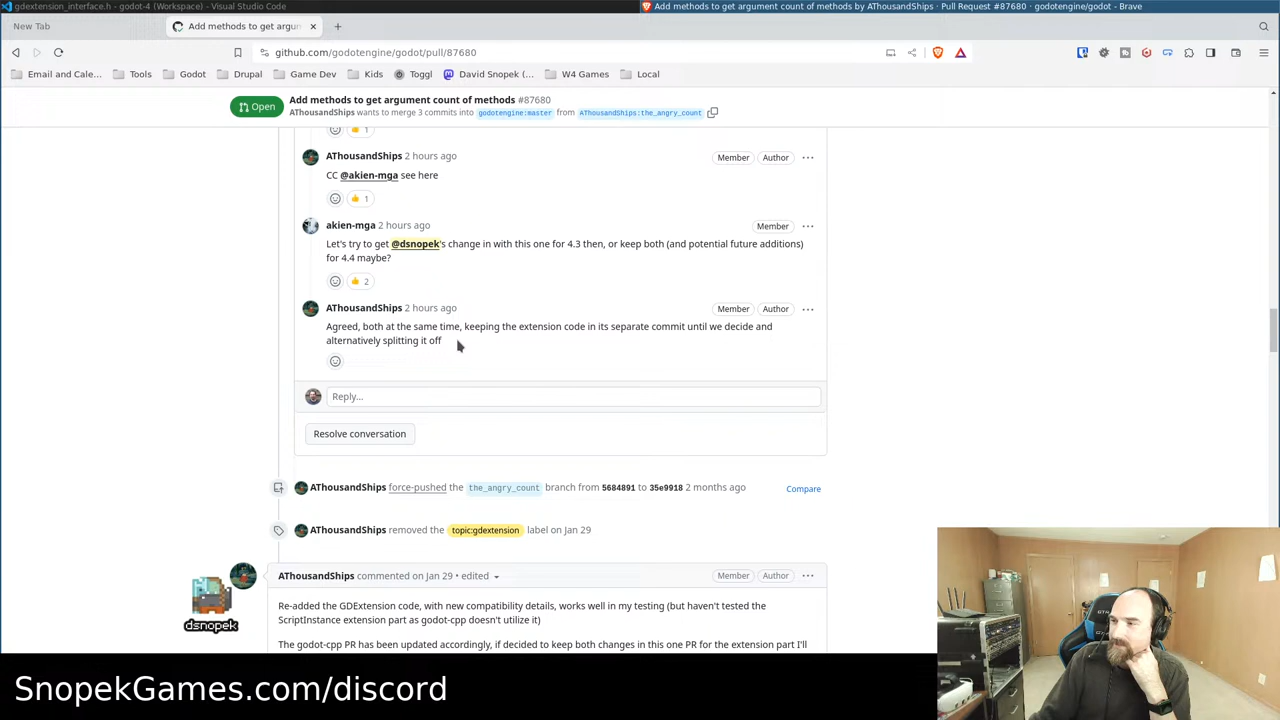 gdextension_interface.h - godot-4 (Workspace) - Visual Studio Code
Add methods to get argument count of methods by AThousandShips · Pull Request #87680 · godotengine/godot - Brave
New Tab
Add methods to get argun
github.com/godotengine/godot/pull/87680
Email and Cale...
Tools
Godot
Drupal
Game Dev
Kids
Toggl
David Snopek (...
W4 Games
Local
Open
Add methods to get argument count of methods #87680
AThousandShips wants to merge 3 commits into godotengine:master from AThousandShips:the_angry_count
1
AThousandShips 2 hours ago
Member
Author
CC @akien-mga see here
1
akien-mga 2 hours ago
Member
Let's try to get @dsnopek's change in with this one for 4.3 then, or keep both (and potential future additions)
for 4.4 maybe?
2
AThousandShips 2 hours ago
Member
Author
Agreed, both at the same time, keeping the extension code in its separate commit until we decide and
alternatively splitting it off
Reply...
Resolve conversation
AThousandShips force-pushed the the_angry_count branch from 5684891 to 35e9918 2 months ago
Compare
AThousandShips removed the topic:gdextension label on Jan 29
AThousandShips commented on Jan 29 • edited
Member
Author
Re-added the GDExtension code, with new compatibility details, works well in my testing (but haven't tested the
ScriptInstance extension part as godot-cpp doesn't utilize it)
dsnopek
The godot-cpp PR has been updated accordingly, if decided to keep both changes in this one PR for the extension part I'll
SnopekGames.com/discord